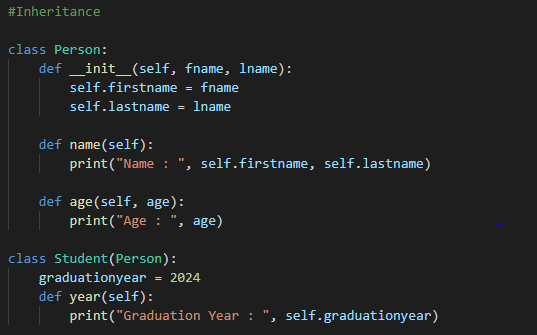 #Inheritance
class Person:
    def __init__(self, fname, lname):
        self.firstname = fname
        self.lastname = lname
    def name(self):
        print("Name : ", self.firstname, self.lastname)
    def age(self, age):
        print("Age : ", age)
class Student(Person):
    graduationyear = 2024
    def year(self):
        print("Graduation Year : ", self.graduationyear)